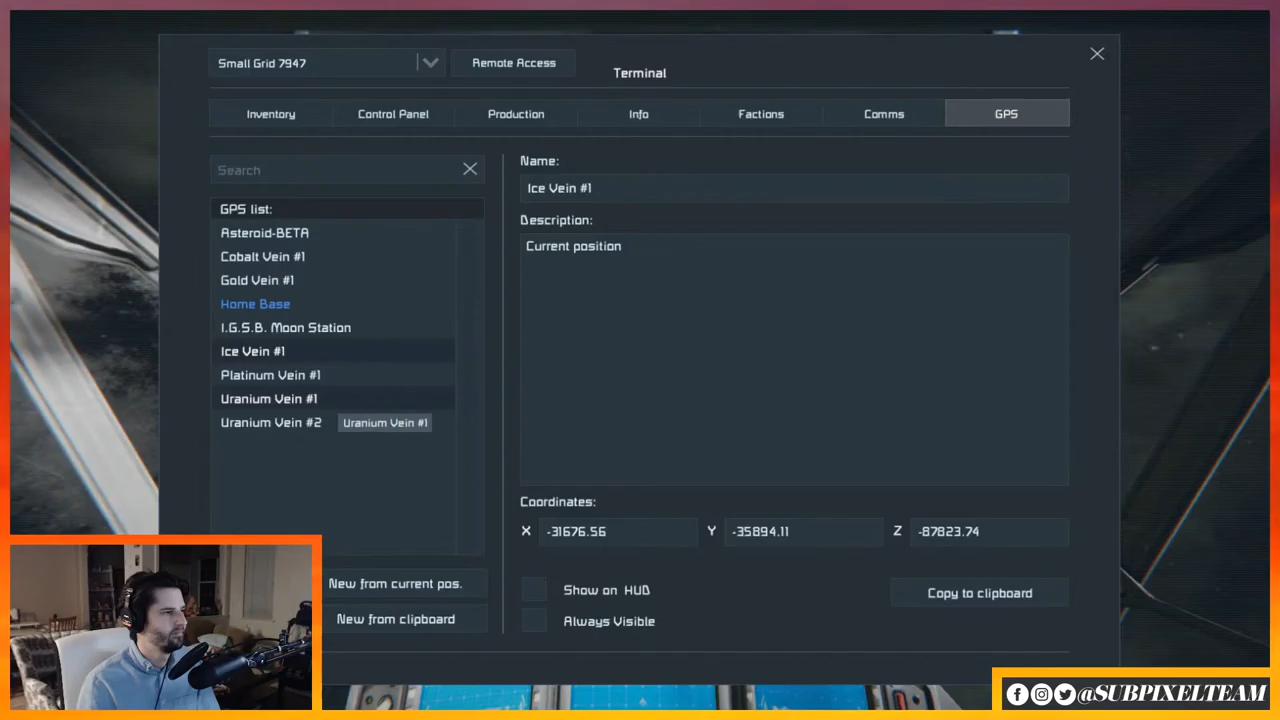 Small Grid 7947
Remote Access
Terminal
Inventory
Control Panel
Production
Info
Factions
Comms
GPS
Search
GPS list:
Asteroid-BETA
Cobalt Vein #1
Gold Vein #1
Home Base
I.G.S.B. Moon Station
Ice Vein #1
Platinum Vein #1
Uranium Vein #1
Uranium Vein #2
Uranium Vein #1
New from current pos.
New from clipboard
Name:
Ice Vein #1
Description:
Current position
Coordinates:
X -31676.56 Y -35894.11 Z -87823.74
Show on HUD
Always Visible
Copy to clipboard
@SUBPIXELTEAM